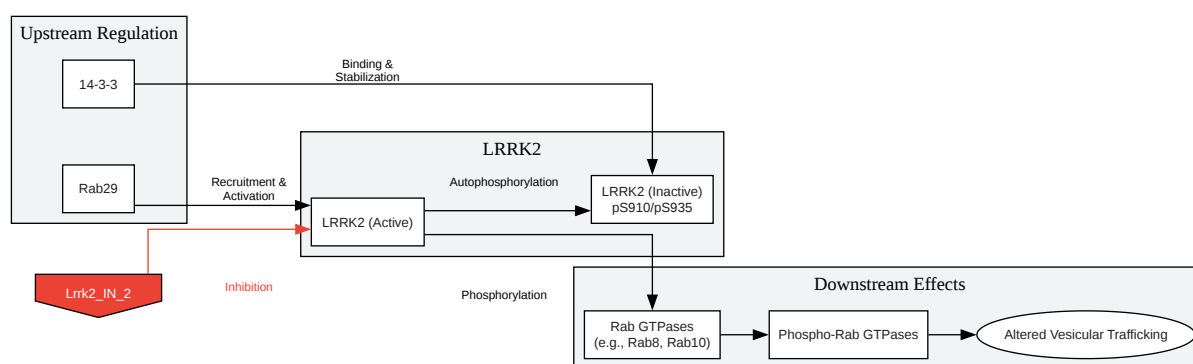 Upstream Regulation
14-3-3
Binding &
Stabilization
Rab29
Recruitment &
Activation
LRRK2
Autophosphorylation
LRRK2 (Inactive)
pS910/pS935
LRRK2 (Active)
Lrrk2_IN_2
Inhibition
Phosphorylation
Downstream Effects
Rab GTPases
(e.g., Rab8, Rab10)
Phospho-Rab GTPases
Altered Vesicular Trafficking